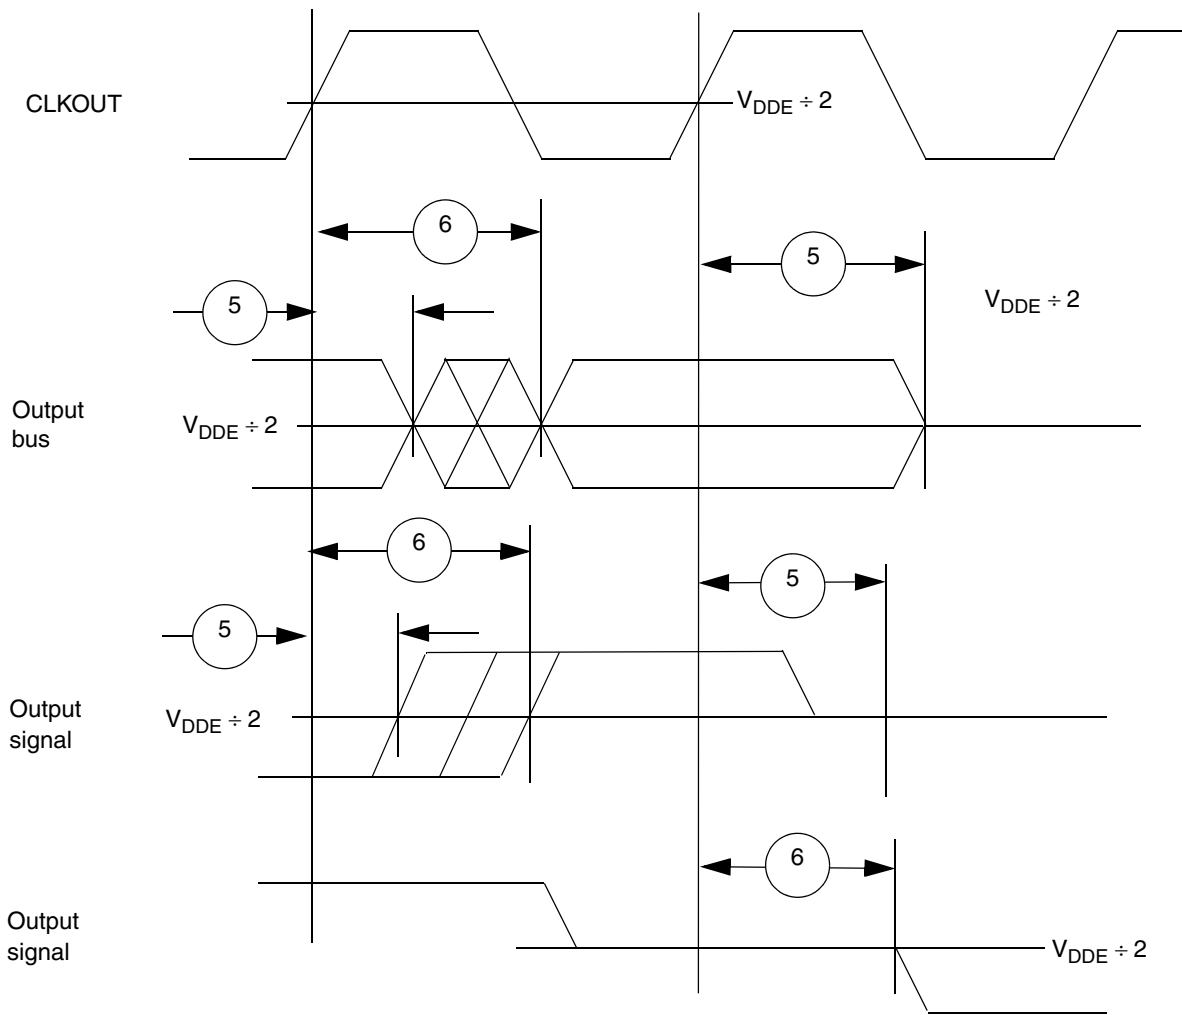 CLKOUT
V_DDE ÷ 2
6
5
5
V_DDE ÷ 2
Output
bus
V_DDE ÷ 2
6
5
5
Output
signal
V_DDE ÷ 2
6
Output
signal
V_DDE ÷ 2